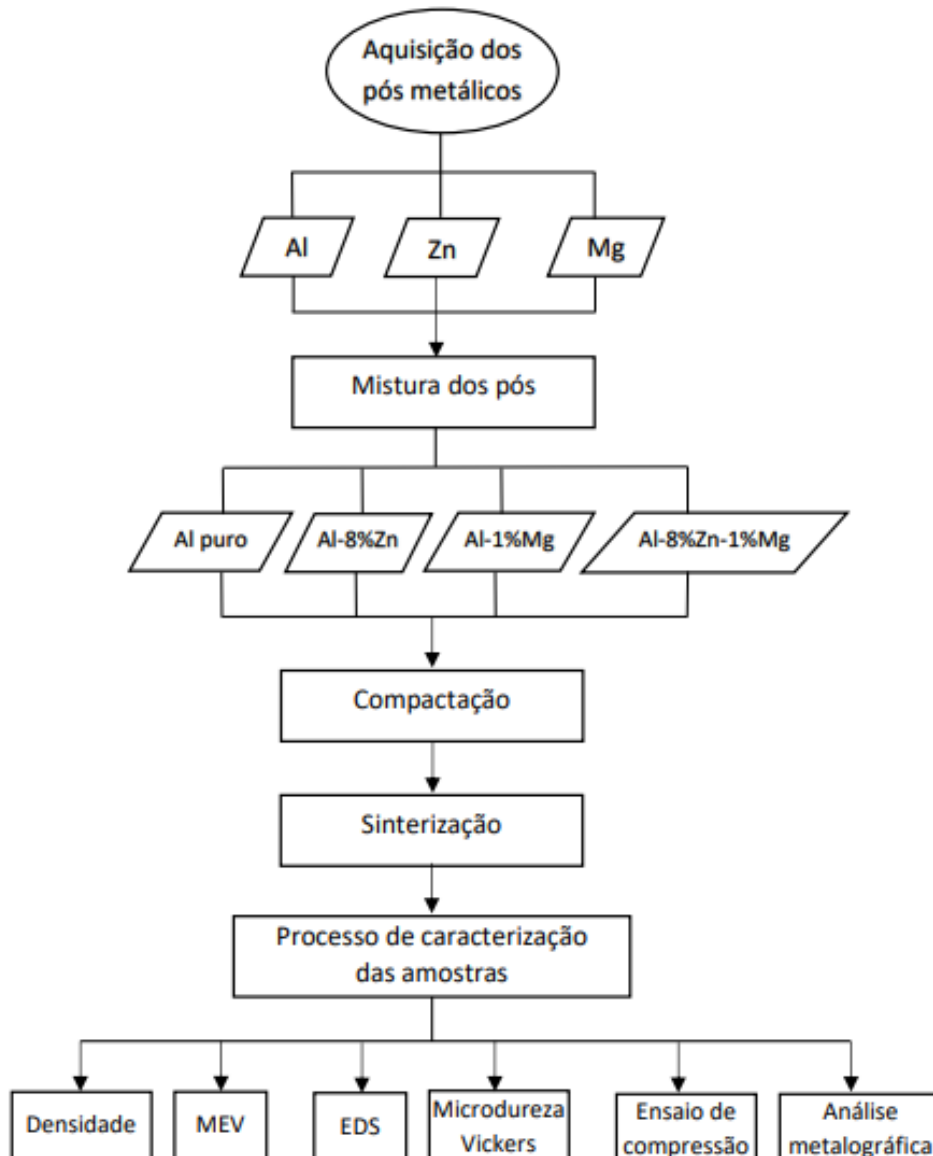 Aquisição dos
pós metálicos
Al
Zn
Mg
Mistura dos pós
Al puro
Al-8%Zn
Al-1%Mg
Al-8%Zn-1%Mg
Compactação
Sinterização
Processo de caracterização
das amostras
Densidade
MEV
EDS
Microdureza
Vickers
Ensaio de
compressão
Análise
metalográfica